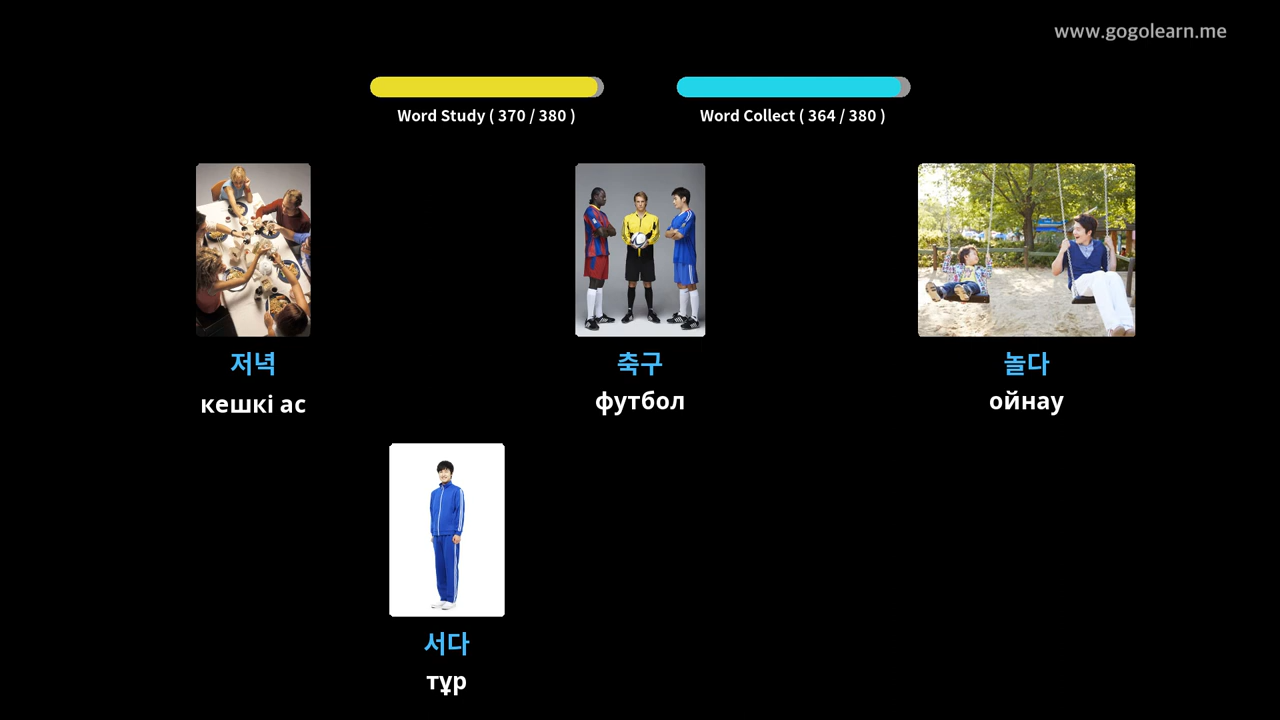 www.gogolearn.me
Word Study ( 370 / 380 )
Word Collect ( 364 / 380 )
저녁
кешкі ас
축구
футбол
놀다
ойнау
서다
тұр